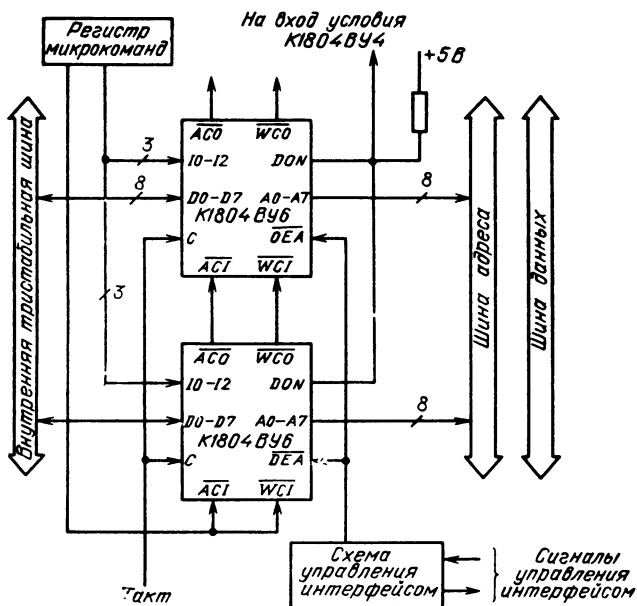 Регистр
микрокоманд
На вход условия
К1804ВУ4
+5В
ACO WCO
3
I0-I2 DON
8
D0-D7 A0-A7
8
К1804ВУ6
C OEA
ACI WCI
3
ACO WCO
I0-I2 DON
D0-D7 A0-A7
8
К1804ВУ6
C DEA
ACI WCI
Внутренняя тристабильная шина
Шина адреса
Шина данных
Такт
Схема
управления
интерфейсом
Сигналы
управления
интерфейсом